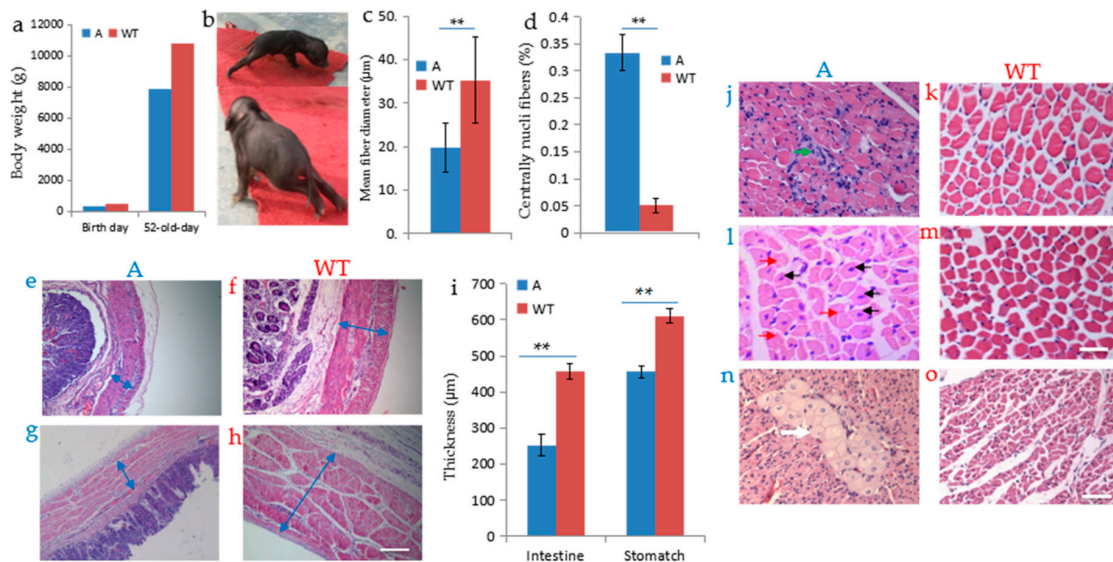 a
A WT
Body weight (g)
12000
10000
8000
6000
4000
2000
0
Birth day 52-old-day
b
c
Mean fiber diameter (μm)
50.
40.
30.
20.
10.
0.
**
A
WT
d
Centrally nucli fibers (%)
0.4
0.35
0.3
0.25
0.2
0.15
0.1
0.05
0
**
A
WT
A WT
e f
g h
i
A
WT
Thickness (μm)
700
600
500
400
300
200
100
0
** **
Intestine Stomatch
A WT
j k
l m
n o